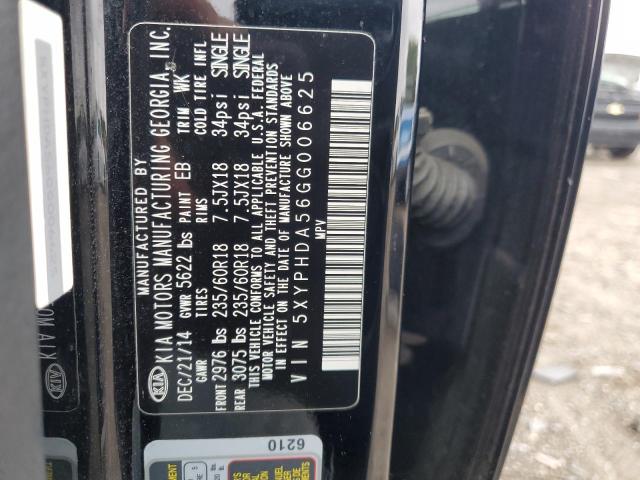 MANUFACTURED BY
KIA KIA MOTORS MANUFACTURING GEORGIA, INC.
DEC/21/14 GVWR 5622 lbs PAINT EB TRIM WK
GAWR TIRES RIMS COLD TIRE INFL
FRONT 2976 lbs 235/60R18 7.5JX18 34psi SINGLE
REAR 3075 lbs 235/60R18 7.5JX18 34psi SINGLE
THIS VEHICLE CONFORMS TO ALL APPLICABLE U.S.A. FEDERAL
MOTOR VEHICLE SAFETY AND THEFT PREVENTION STANDARDS
IN EFFECT ON THE DATE OF MANUFACTURE SHOWN ABOVE
VIN 5XYPHDA56GG006625
MPV
6210
KIA